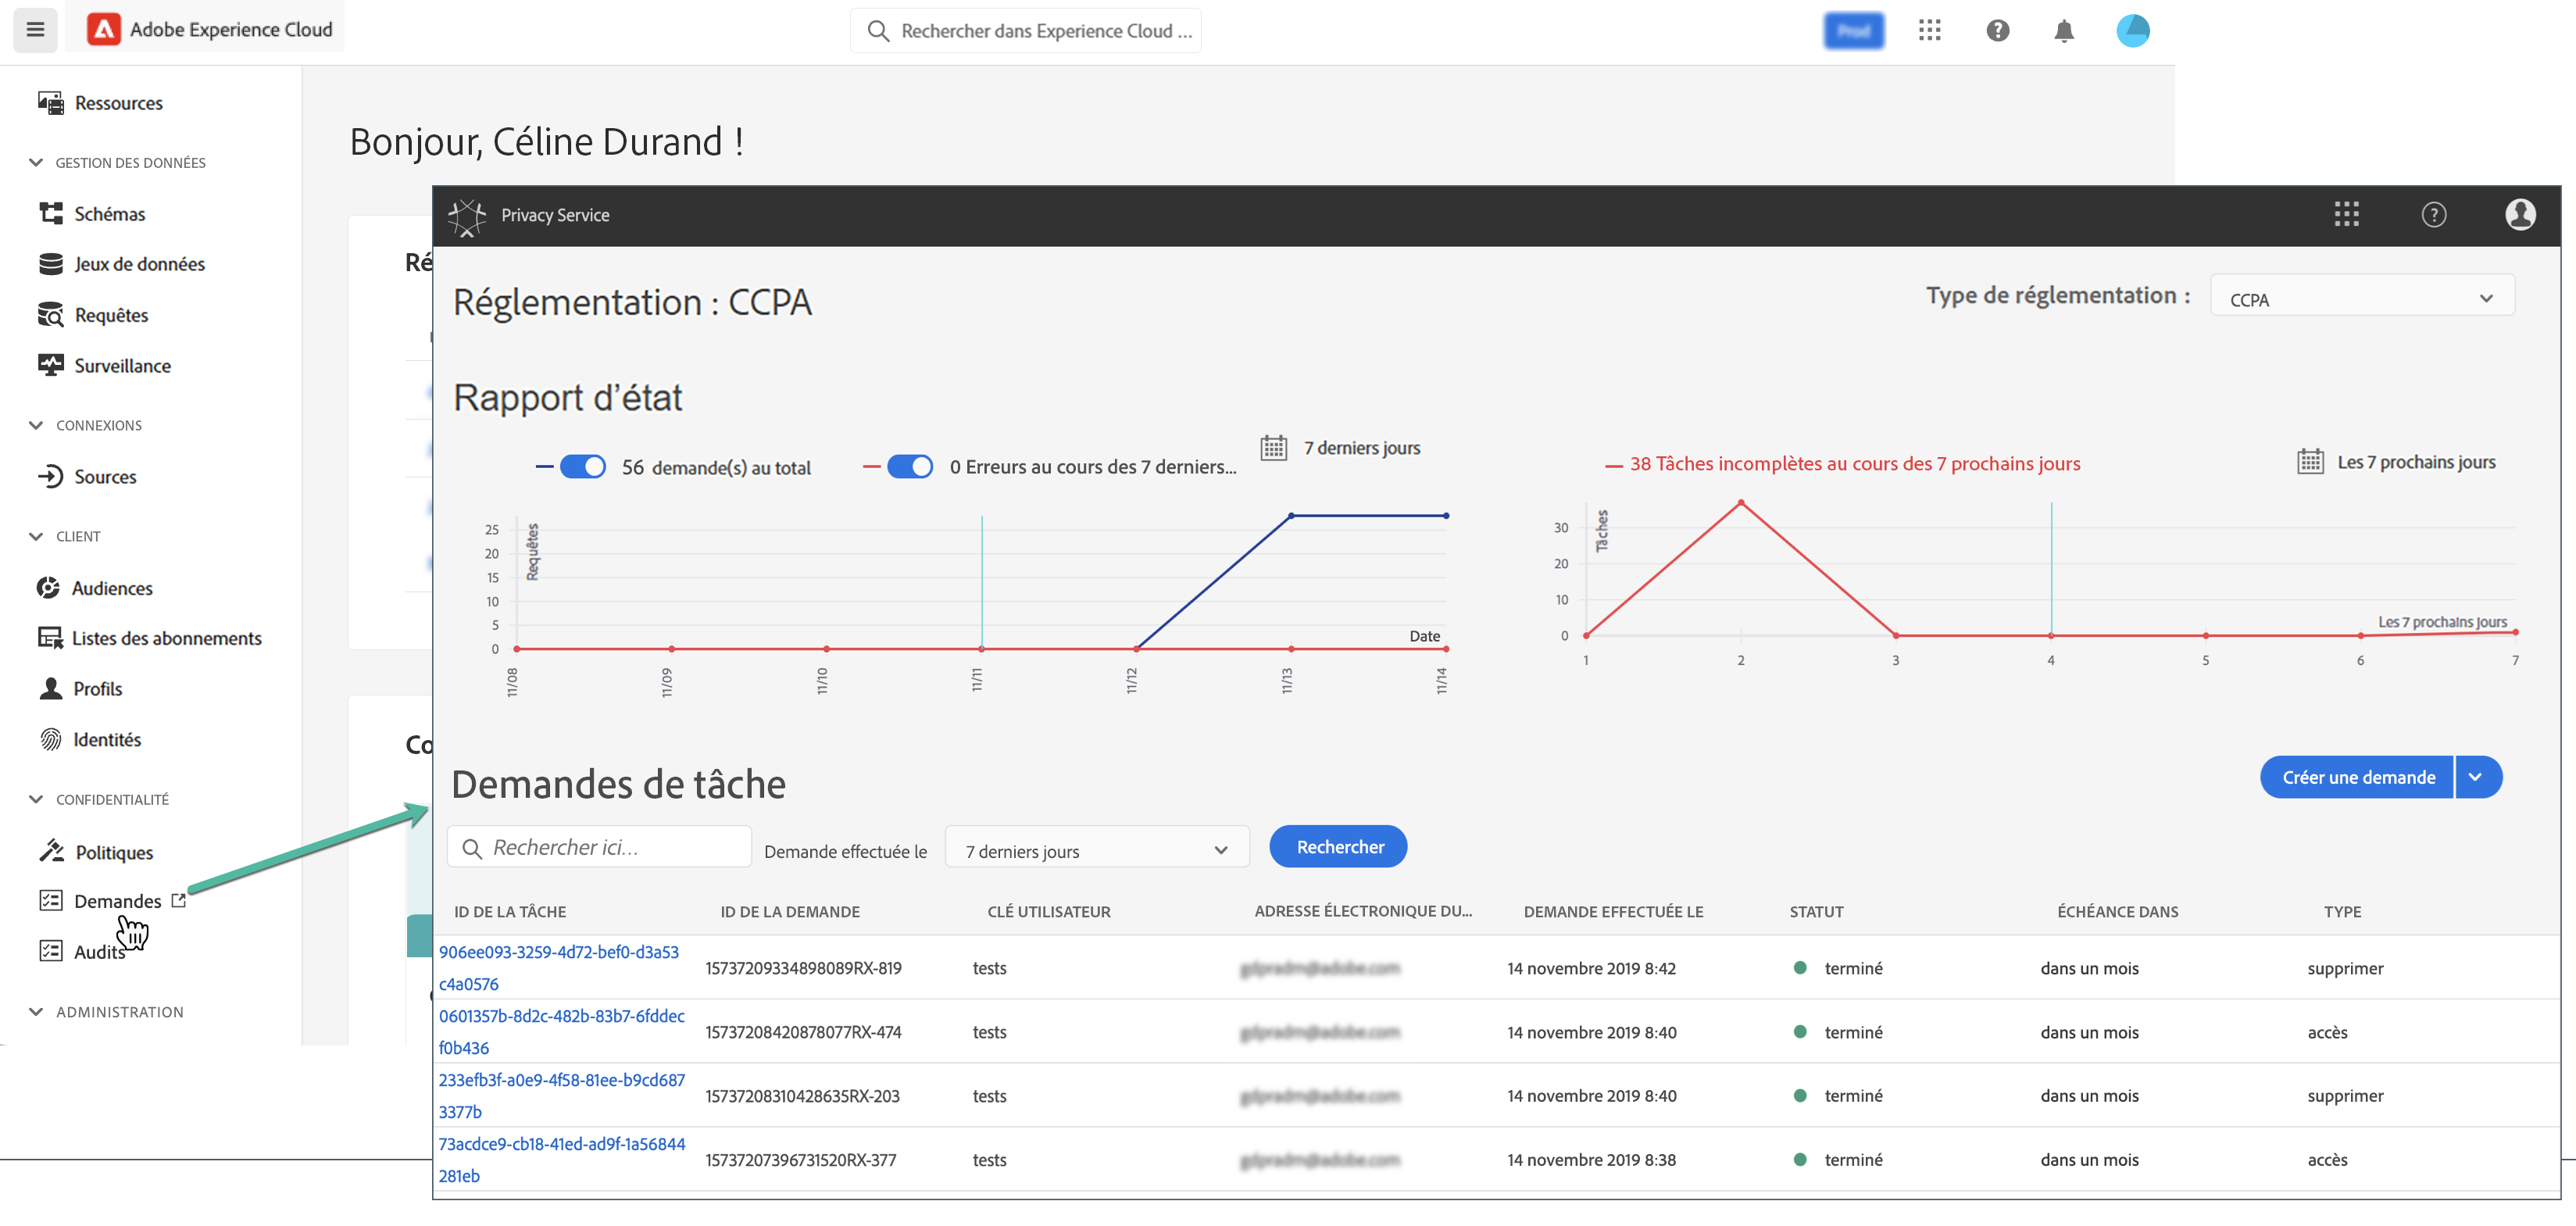 Adobe Experience Cloud
Rechercher dans Experience Cloud ...
Prod
Ressources
GESTION DES DONNÉES
Schémas
Jeux de données
Requêtes
Surveillance
CONNEXIONS
Sources
CLIENT
Audiences
Listes des abonnements
Profils
Identités
CONFIDENTIALITÉ
Politiques
Demandes
Audits
ADMINISTRATION
Bonjour, Céline Durand !
Ré
Co
Privacy Service
Réglementation : CCPA
Type de réglementation :
CCPA
Rapport d’état
56 demande(s) au total
0 Erreurs au cours des 7 derniers...
7 derniers jours
25
20
15
10
5
0
Requêtes
Date
11/08
11/09
11/10
11/11
11/12
11/13
11/14
38 Tâches incomplètes au cours des 7 prochains jours
Les 7 prochains jours
30
20
10
0
Tâches
Les 7 prochains jours
1
2
3
4
5
6
7
Demandes de tâche
Créer une demande
Rechercher ici...
Demande effectuée le
7 derniers jours
Rechercher
ID DE LA TÂCHE ID DE LA DEMANDE CLÉ UTILISATEUR ADRESSE ÉLECTRONIQUE DU... DEMANDE EFFECTUÉE LE STATUT ÉCHÉANCE DANS TYPE
906ee093-3259-4d72-bef0-d3a53
c4a0576
15737209334898089RX-819 tests 14 novembre 2019 8:42 terminé dans un mois supprimer
0601357b-8d2c-482b-83b7-6fddec
f0b436
15737208420878077RX-474 tests 14 novembre 2019 8:40 terminé dans un mois accès
233efb3f-a0e9-4f58-81ee-b9cd687
3377b
15737208310428635RX-203 tests 14 novembre 2019 8:40 terminé dans un mois supprimer
73acdce9-cb18-41ed-ad9f-1a56844
281eb
15737207396731520RX-377 tests 14 novembre 2019 8:38 terminé dans un mois accès